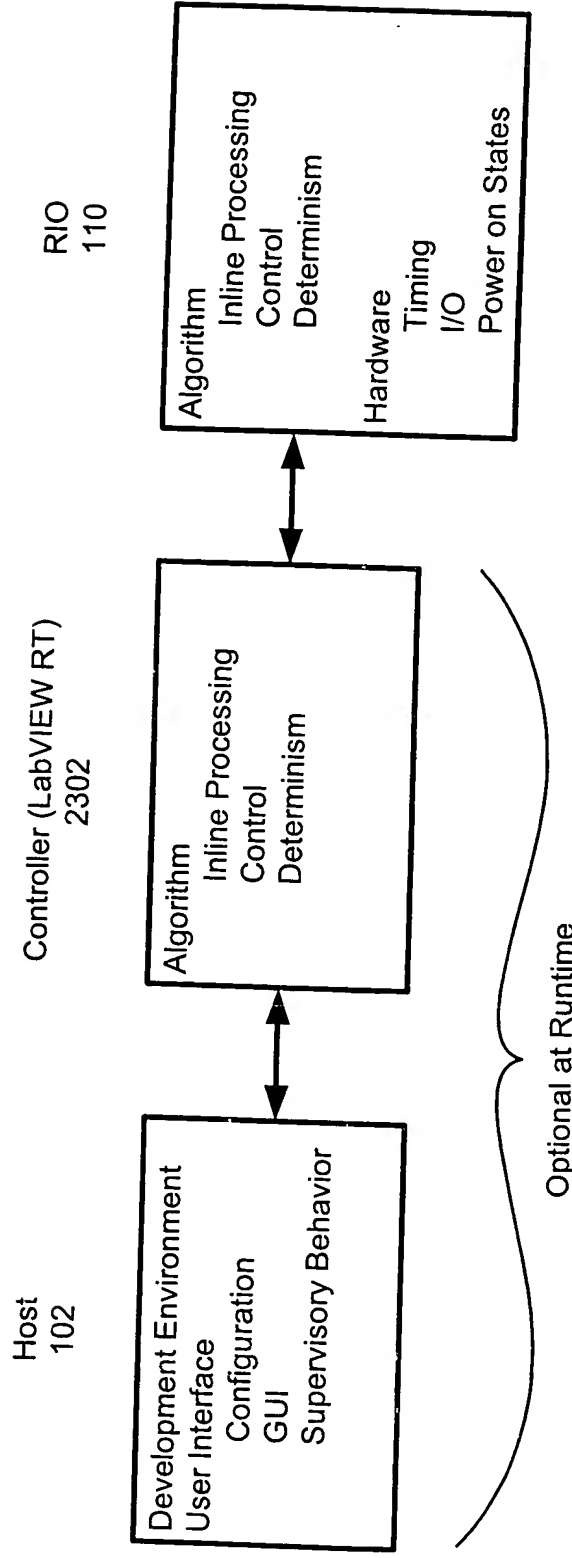 Host
102
Development Environment
User Interface
Configuration
GUI
Supervisory Behavior
Controller (LabVIEW RT)
2302
Algorithm
Inline Processing
Control
Determinism
RIO
110
Algorithm
Inline Processing
Control
Determinism
Hardware
Timing
I/O
Power on States
Optional at Runtime